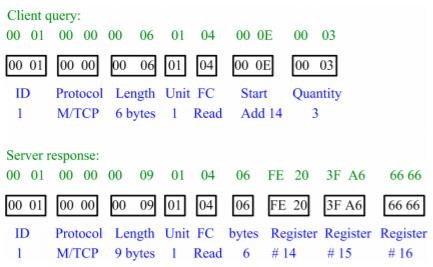 Client query:
00 01 00 00 00 06 01 04 00 0E 00 03
00 01 00 00 00 06 01 04 00 0E 00 03
ID Protocol Length Unit FC Start Quantity
1 M/TCP 6 bytes 1 Read Add 14 3
Server response:
00 01 00 00 00 09 01 04 06 FE 20 3F A6 66 66
00 01 00 00 00 09 01 04 06 FE 20 3F A6 66 66
ID Protocol Length Unit FC bytes Register Register Register
1 M/TCP 9 bytes 1 Read 6 # 14 # 15 # 16